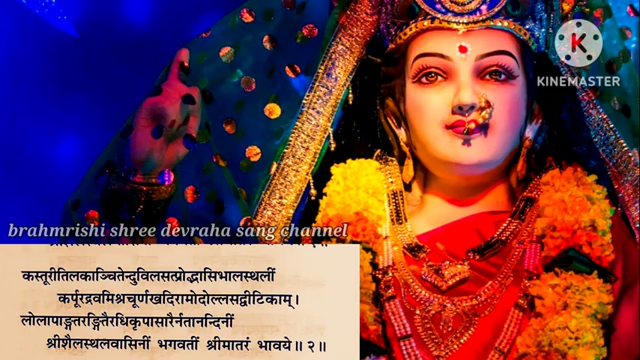 KINEMASTER
brahmrishi shree devraha sang channel
कस्तूरीतिलकाञ्चितेन्दुविलसत्प्रोद्भासिभालस्थलीं
कर्पूरद्रवमिश्रचूर्णखदिरामोदोल्लसद्वीटिकाम्।
लोलापाङ्गतरङ्गितैरधिकृपासारैर्नतानन्दिनीं
श्रीशैलस्थलवासिनीं भगवतीं श्रीमातरं भावये॥२॥